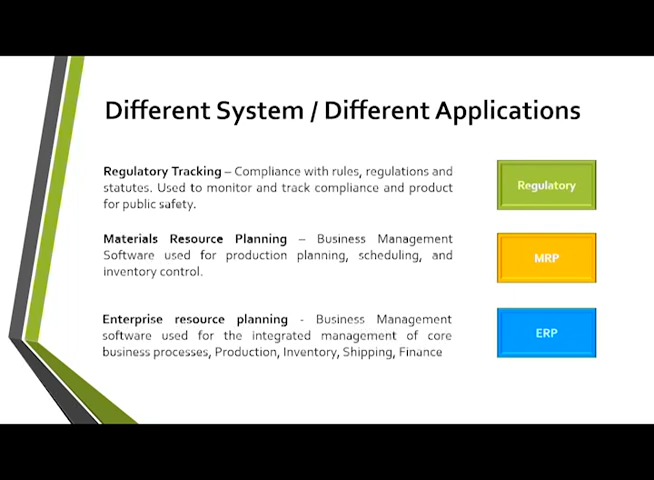 Different System / Different Applications
Regulatory Tracking – Compliance with rules, regulations and
statutes. Used to monitor and track compliance and product
for public safety.
Regulatory
Materials Resource Planning – Business Management
Software used for production planning, scheduling, and
inventory control.
MRP
Enterprise resource planning - Business Management
software used for the integrated management of core
business processes, Production, Inventory, Shipping, Finance
ERP